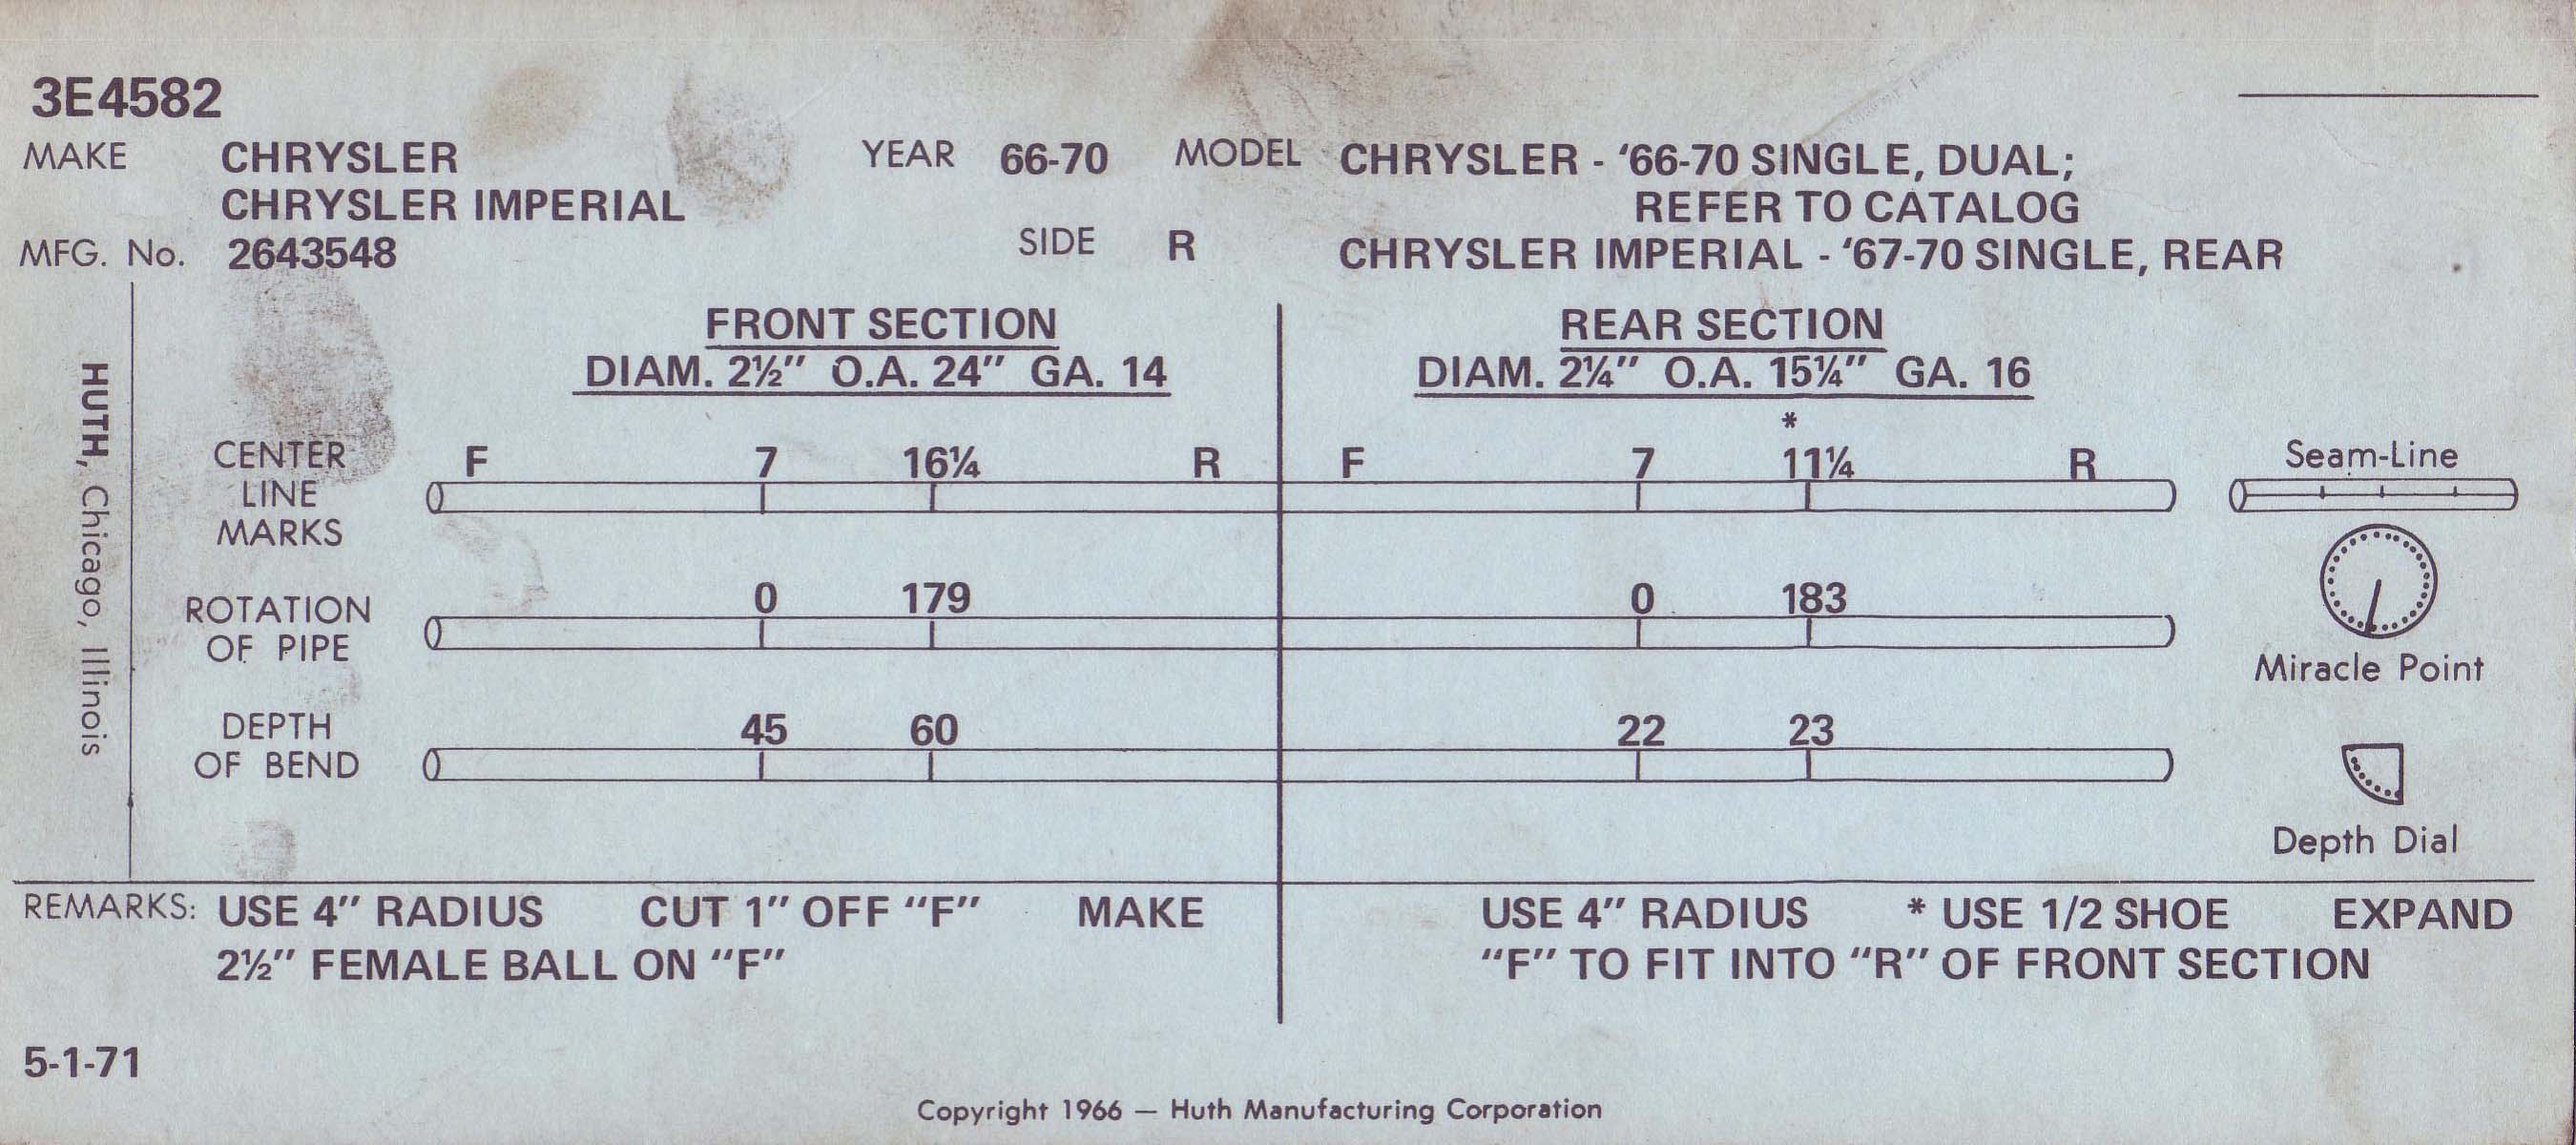 3E4582
MAKE CHRYSLER YEAR 66-70 MODEL CHRYSLER - '66-70 SINGLE, DUAL;
CHRYSLER IMPERIAL REFER TO CATALOG
MFG. No. 2643548 SIDE R CHRYSLER IMPERIAL - '67-70 SINGLE, REAR
HUTH, Chicago, Illinois
FRONT SECTION
DIAM. 2½" O.A. 24" GA. 14
REAR SECTION
DIAM. 2¼" O.A. 15¼" GA. 16
*
CENTER LINE MARKS
F 7 16¼ R F 7 11¼ R
Seam-Line
ROTATION OF PIPE
0 179 0 183
Miracle Point
DEPTH OF BEND
45 60 22 23
Depth Dial
REMARKS: USE 4" RADIUS CUT 1" OFF "F" MAKE
2½" FEMALE BALL ON "F"
USE 4" RADIUS * USE 1/2 SHOE EXPAND
"F" TO FIT INTO "R" OF FRONT SECTION
5-1-71
Copyright 1966 — Huth Manufacturing Corporation